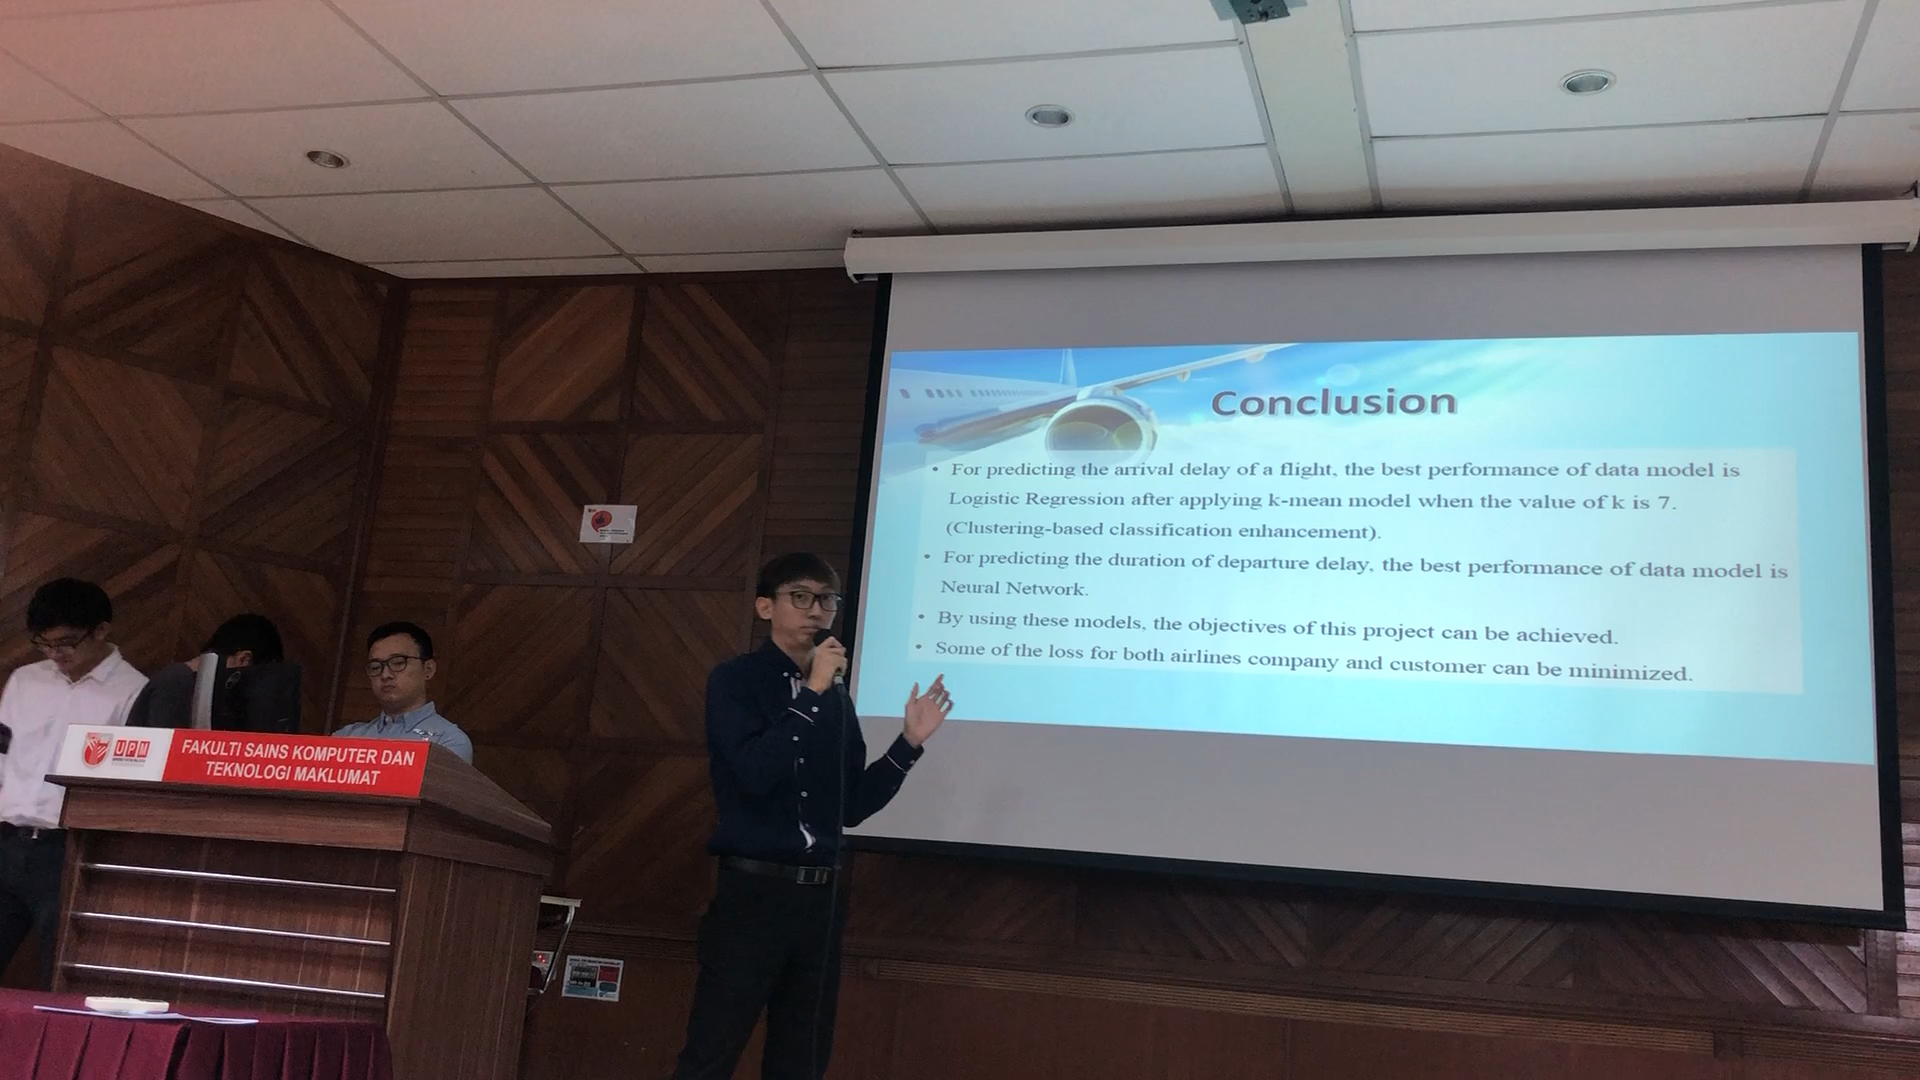 Conclusion
• For predicting the arrival delay of a flight, the best performance of data model is
Logistic Regression after applying k-mean model when the value of k is 7.
(Clustering-based classification enhancement).
• For predicting the duration of departure delay, the best performance of data model is
Neural Network.
• By using these models, the objectives of this project can be achieved.
• Some of the loss for both airlines company and customer can be minimized.
UPM
FAKULTI SAINS KOMPUTER DAN
TEKNOLOGI MAKLUMAT